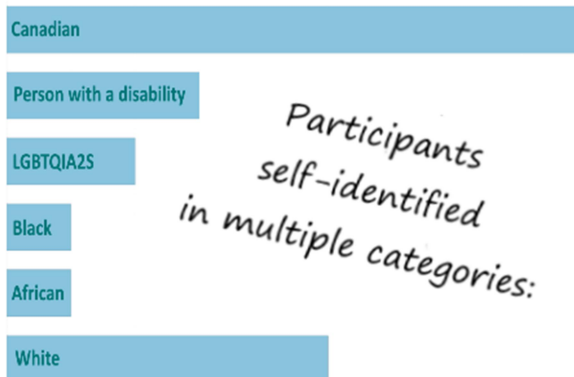 Canadian
Person with a disability
LGBTQIA2S
Black
African
White
Participants
self-identified
in multiple categories: